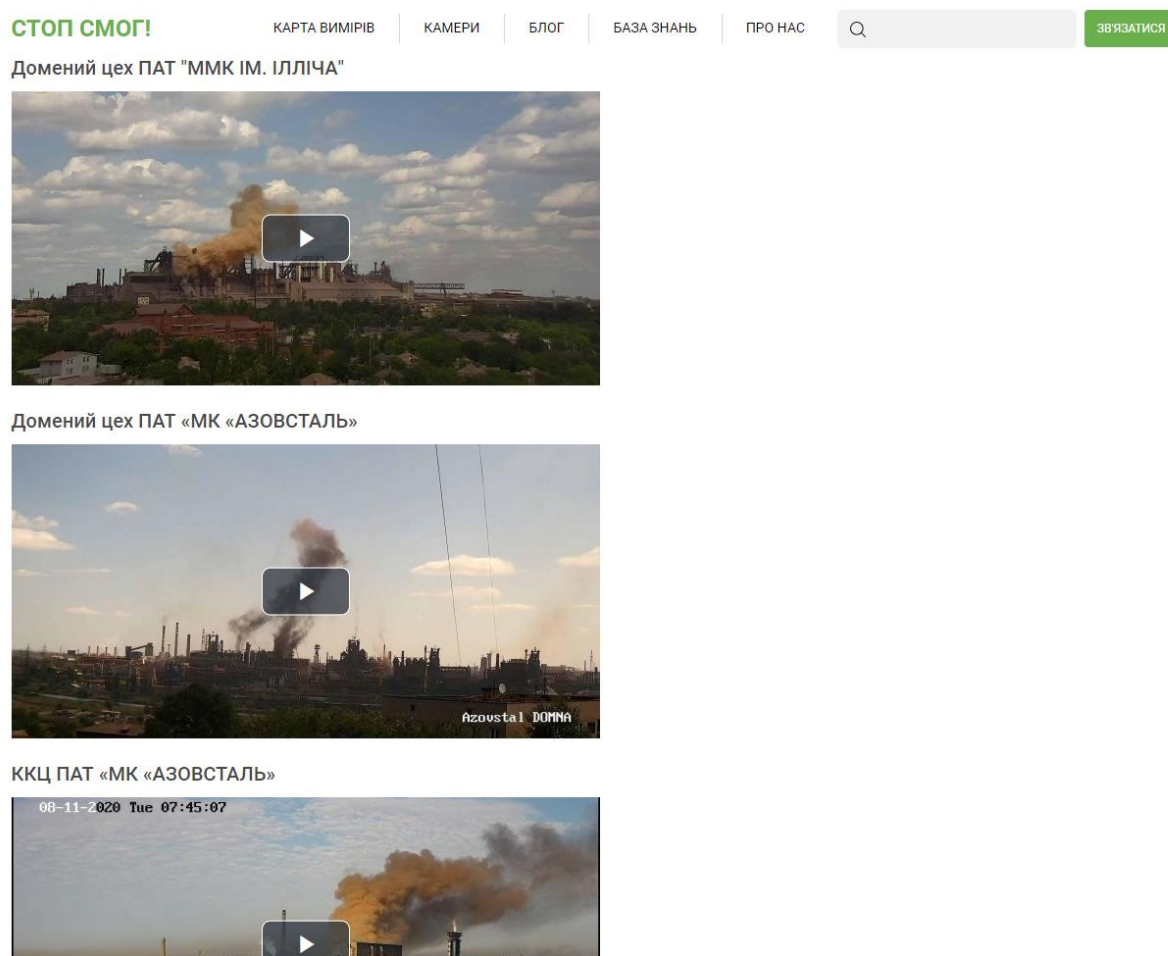 СТОП СМОГ!
КАРТА ВИМІРІВ
КАМЕРИ
БЛОГ
БАЗА ЗНАНЬ
ПРО НАС
ЗВ'ЯЗАТИСЯ
Домений цех ПАТ "ММК ІМ. ІЛЛІЧА"
Домений цех ПАТ «МК «АЗОВСТАЛЬ»
Azovstal DOMNA
ККЦ ПАТ «МК «АЗОВСТАЛЬ»
08-11-2020 Tue 07:45:07